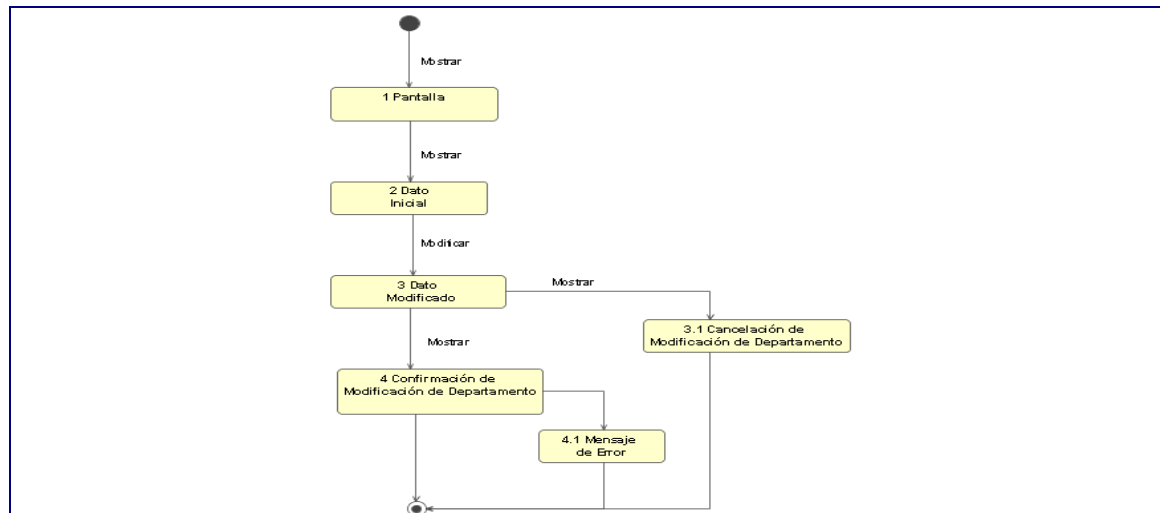 Mostrar
1 Pantalla
Mostrar
2 Dato
Inicial
Modificar
3 Dato
Modificado
Mostrar
3.1 Cancelación de
Modificación de Departamento
Mostrar
4 Confirmación de
Modificación de Departamento
4.1 Mensaje
de Error